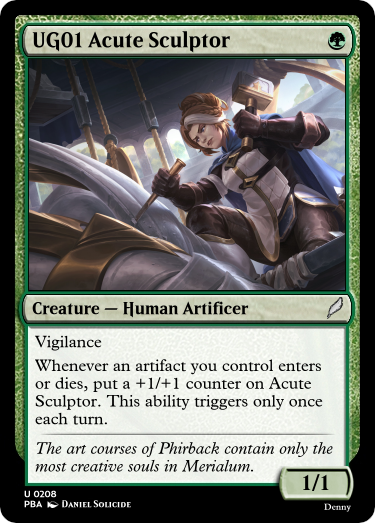 UG01 Acute Sculptor
Creature — Human Artificer
Vigilance
Whenever an artifact you control enters
or dies, put a +1/+1 counter on Acute
Sculptor. This ability triggers only once
each turn.
The art courses of Phirback contain only the
most creative souls in Merialum.
1/1
U 0208
PBA Daniel Solicide
Denny